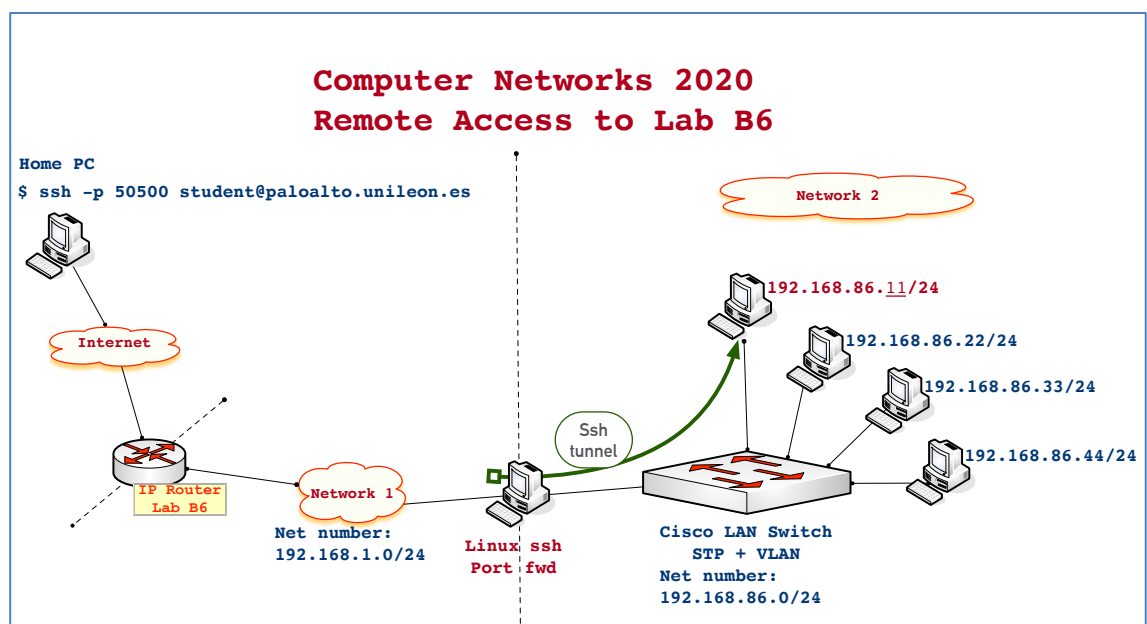 Computer Networks 2020
Remote Access to Lab B6
Home PC
$ ssh -p 50500 student@paloalto.unileon.es
Network 2
192.168.86.11/24
192.168.86.22/24
192.168.86.33/24
192.168.86.44/24
Internet
Ssh
tunnel
IP Router
Lab B6
Network 1
Net number:
192.168.1.0/24
Linux ssh
Port fwd
Cisco LAN Switch
STP + VLAN
Net number:
192.168.86.0/24